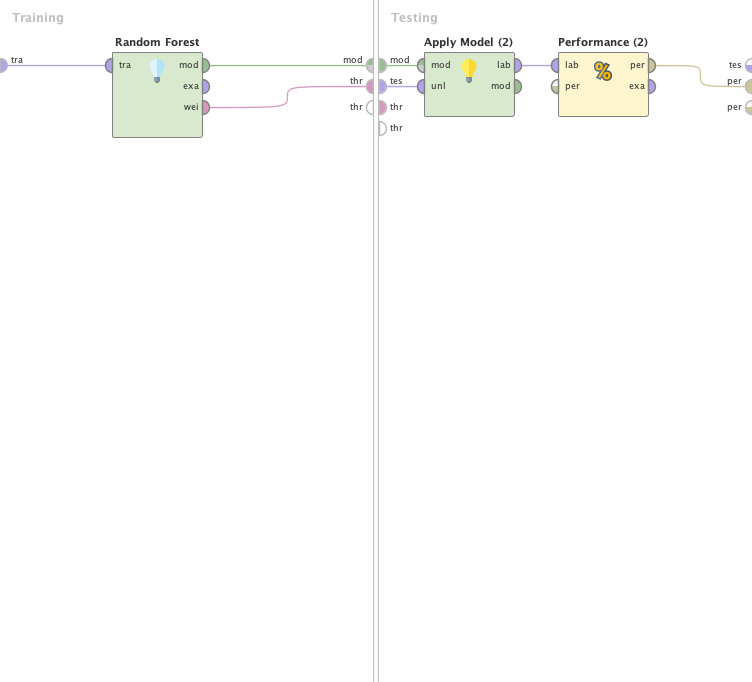 Training
Testing
Random Forest
Apply Model (2)
Performance (2)
tra
tra
mod
exa
wei
mod
thr
thr
mod
tes
thr
thr
mod
unl
lab
mod
lab
per
per
exa
tes
per
per
%